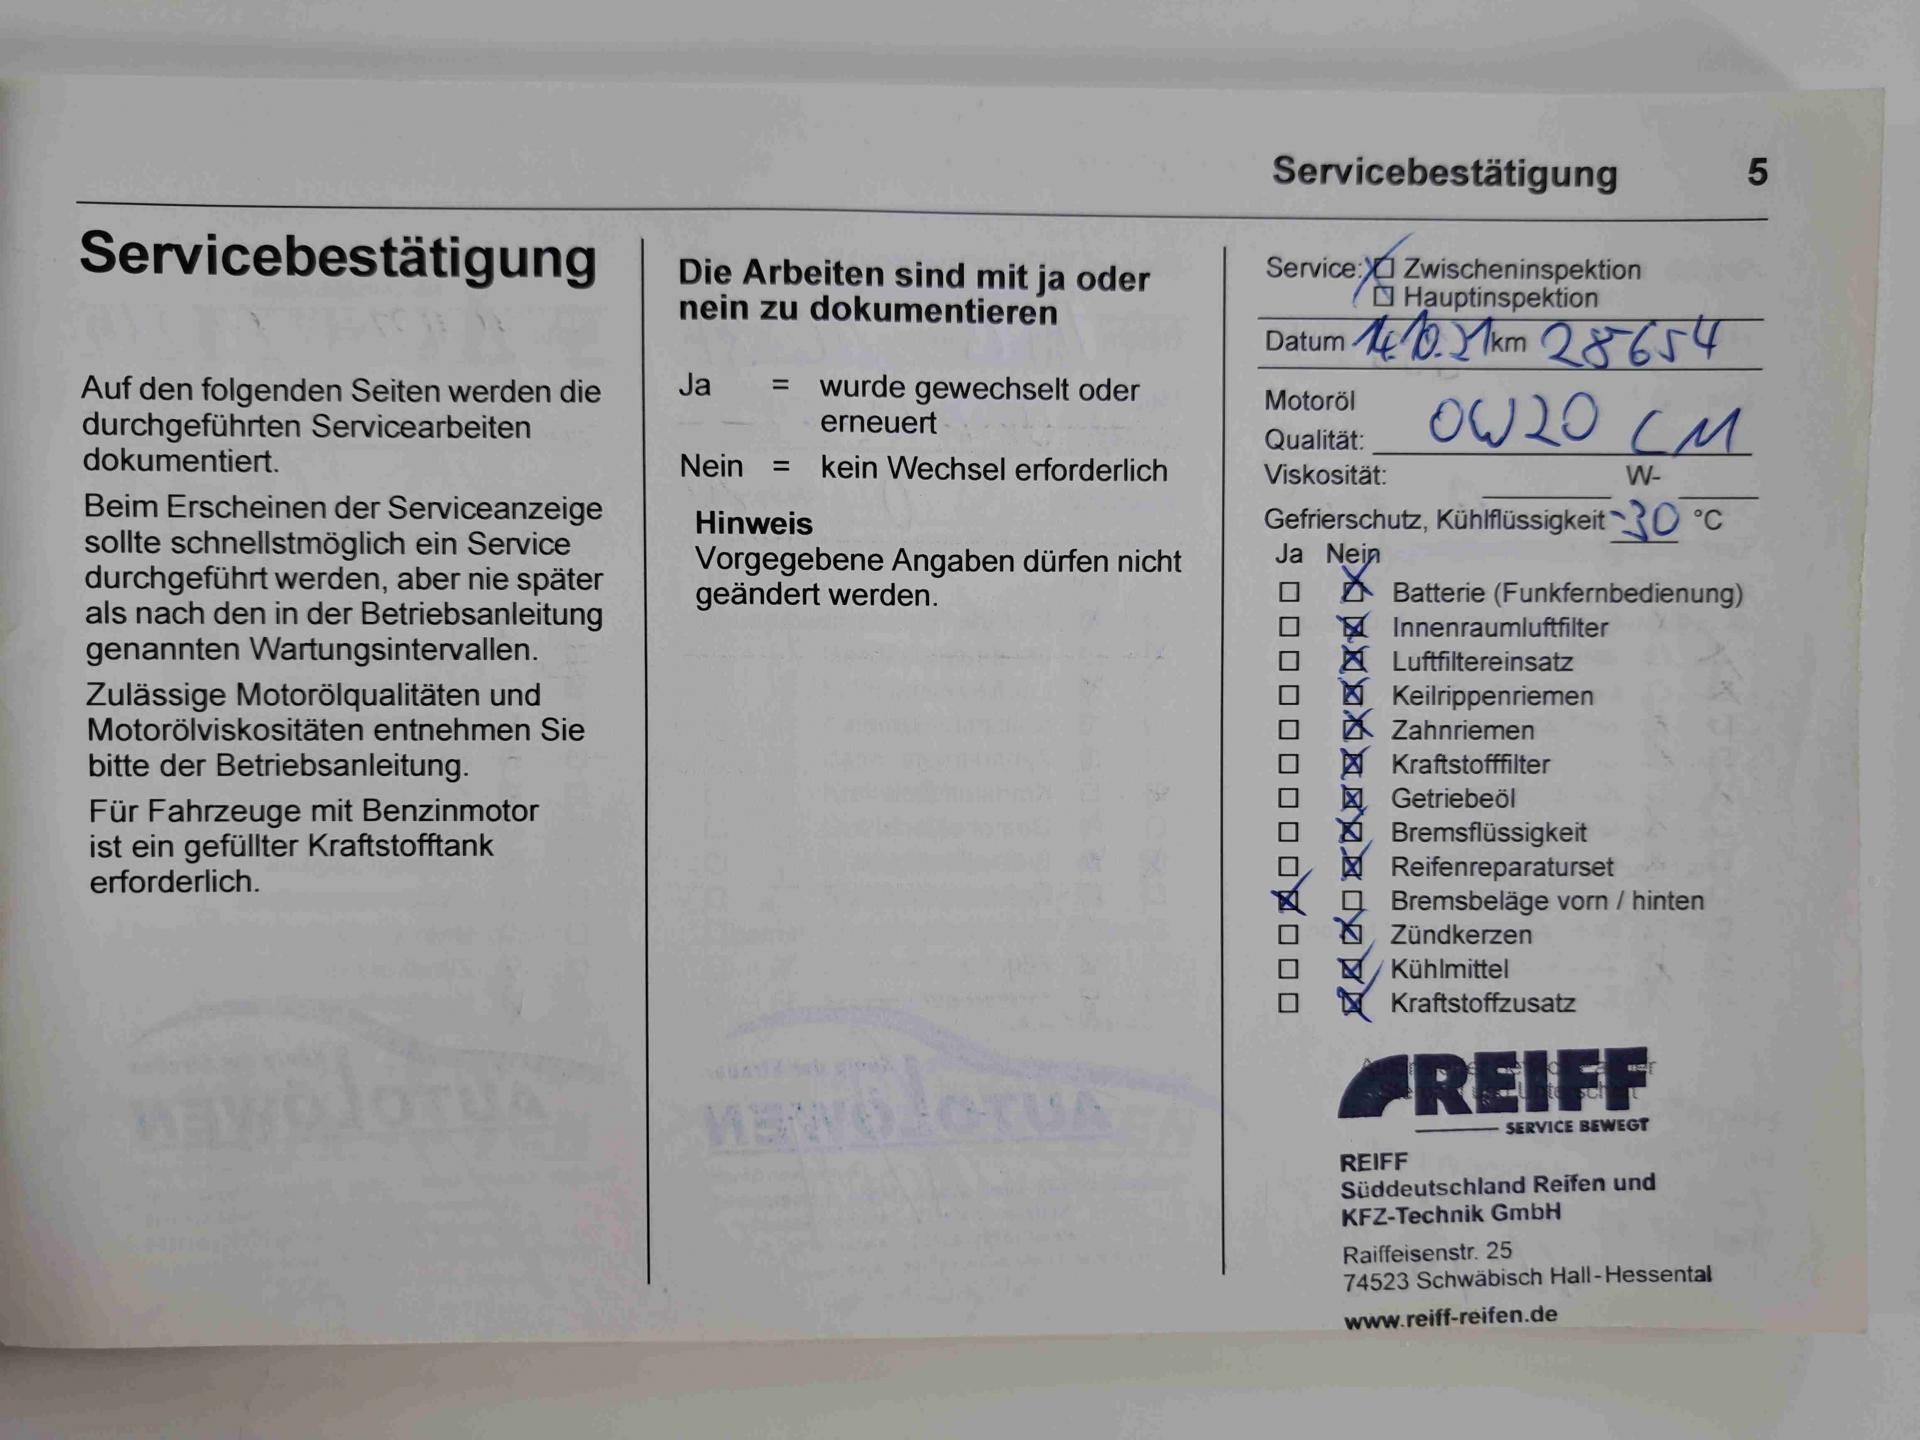 Servicebestätigung 5
Servicebestätigung
Auf den folgenden Seiten werden die
durchgeführten Servicearbeiten
dokumentiert.
Beim Erscheinen der Serviceanzeige
sollte schnellstmöglich ein Service
durchgeführt werden, aber nie später
als nach den in der Betriebsanleitung
genannten Wartungsintervallen.
Zulässige Motorölqualitäten und
Motorölviskositäten entnehmen Sie
bitte der Betriebsanleitung.
Für Fahrzeuge mit Benzinmotor
ist ein gefüllter Kraftstofftank
erforderlich.
Die Arbeiten sind mit ja oder
nein zu dokumentieren
Ja = wurde gewechselt oder
erneuert
Nein = kein Wechsel erforderlich
Hinweis
Vorgegebene Angaben dürfen nicht
geändert werden.
Service: Zwischeninspektion
Hauptinspektion
Datum 14.10.21 km 28654
Motoröl
Qualität: 0W20 LM
Viskosität: W-
Gefrierschutz, Kühlflüssigkeit -30 °C
Ja Nein
Batterie (Funkfernbedienung)
Innenraumluftfilter
Luftfiltereinsatz
Keilrippenriemen
Zahnriemen
Kraftstofffilter
Getriebeöl
Bremsflüssigkeit
Reifenreparaturset
Bremsbeläge vorn / hinten
Zündkerzen
Kühlmittel
Kraftstoffzusatz
REIFF
SERVICE BEWEGT
REIFF
Süddeutschland Reifen und
KFZ-Technik GmbH
Raiffeisenstr. 25
74523 Schwäbisch Hall-Hessental
www.reiff-reifen.de